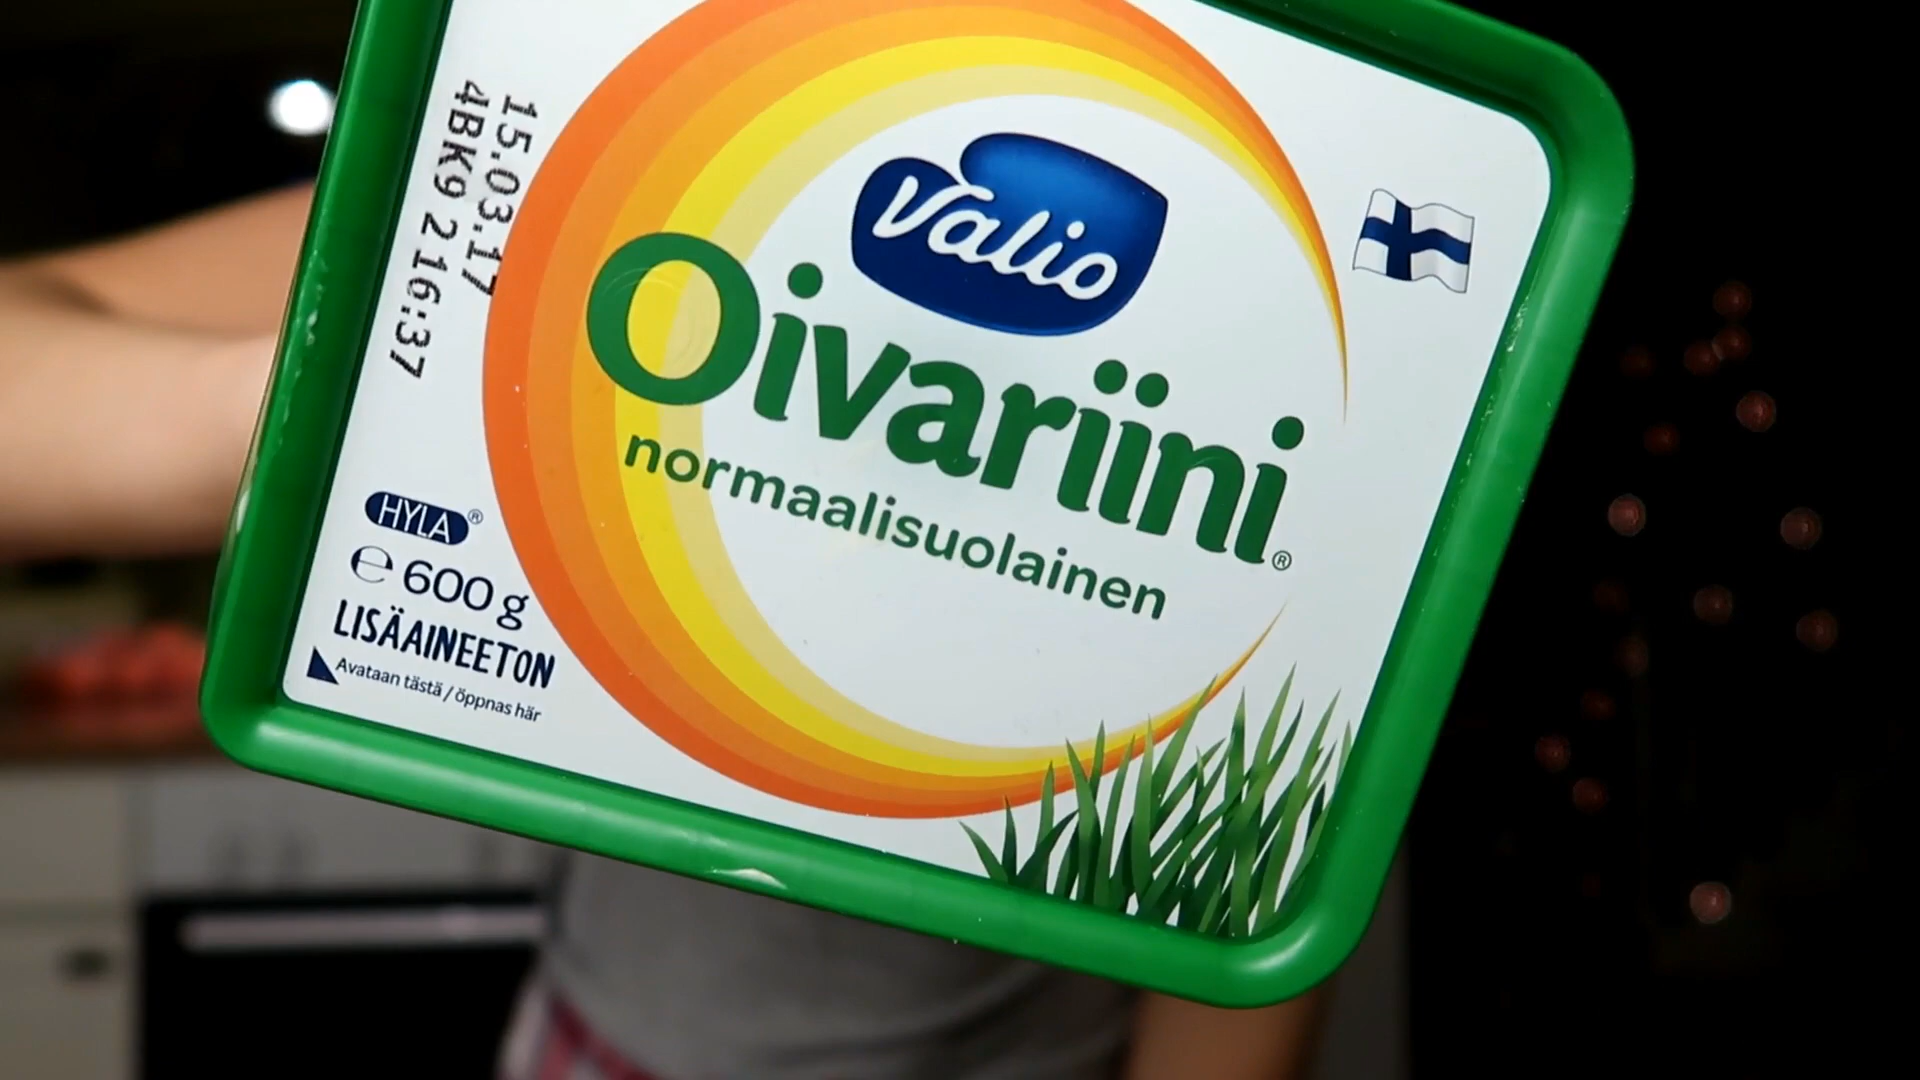 15.03.17
4BK9 2 16:37
Valio
Oivariini®
normaalisuolainen
HYLA®
℮ 600 g
LISÄAINEETON
Avataan tästä / öppnas här